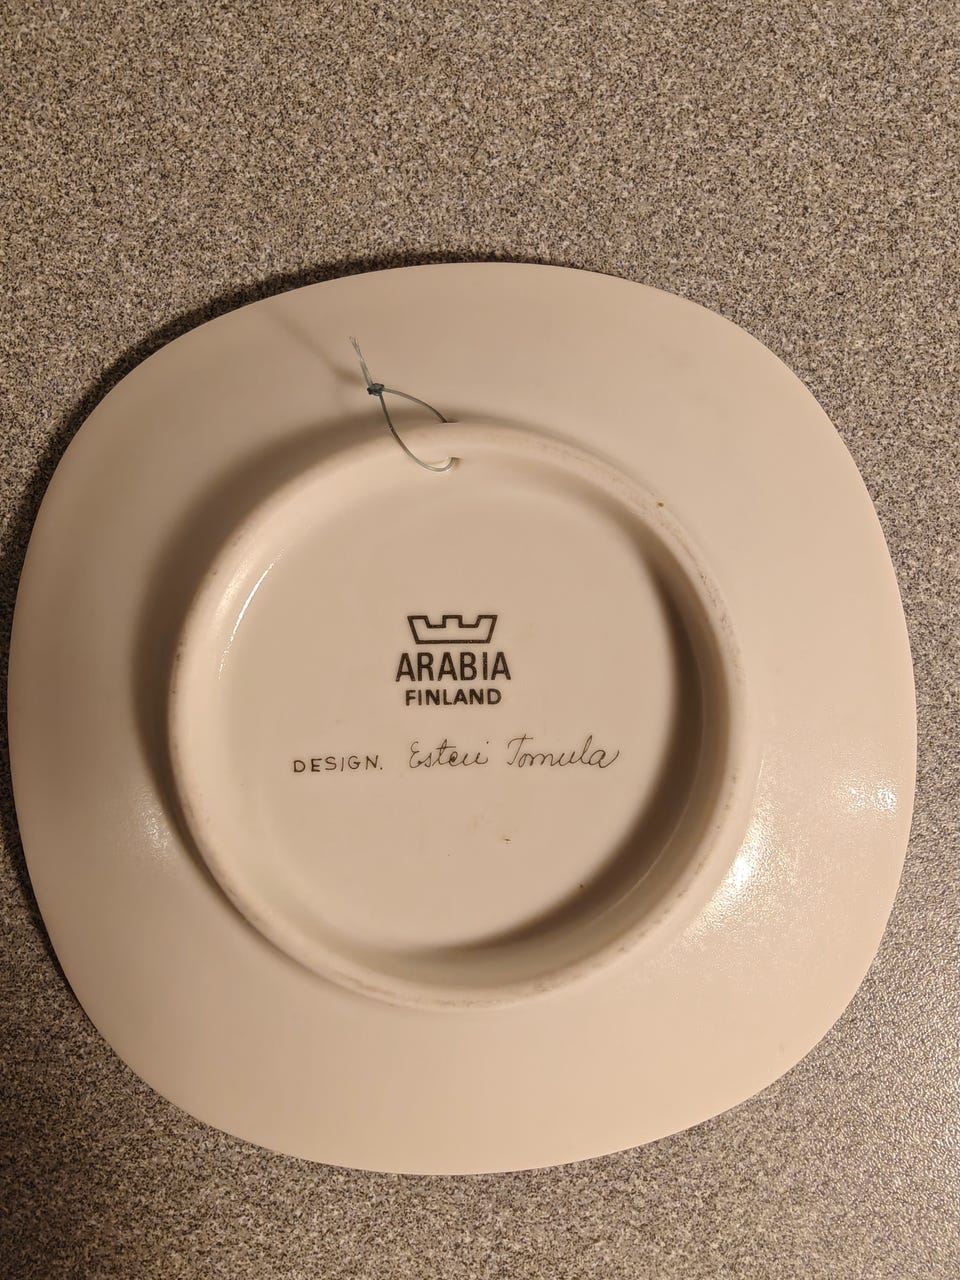 ARABIA
FINLAND
DESIGN. Esteri Tomula